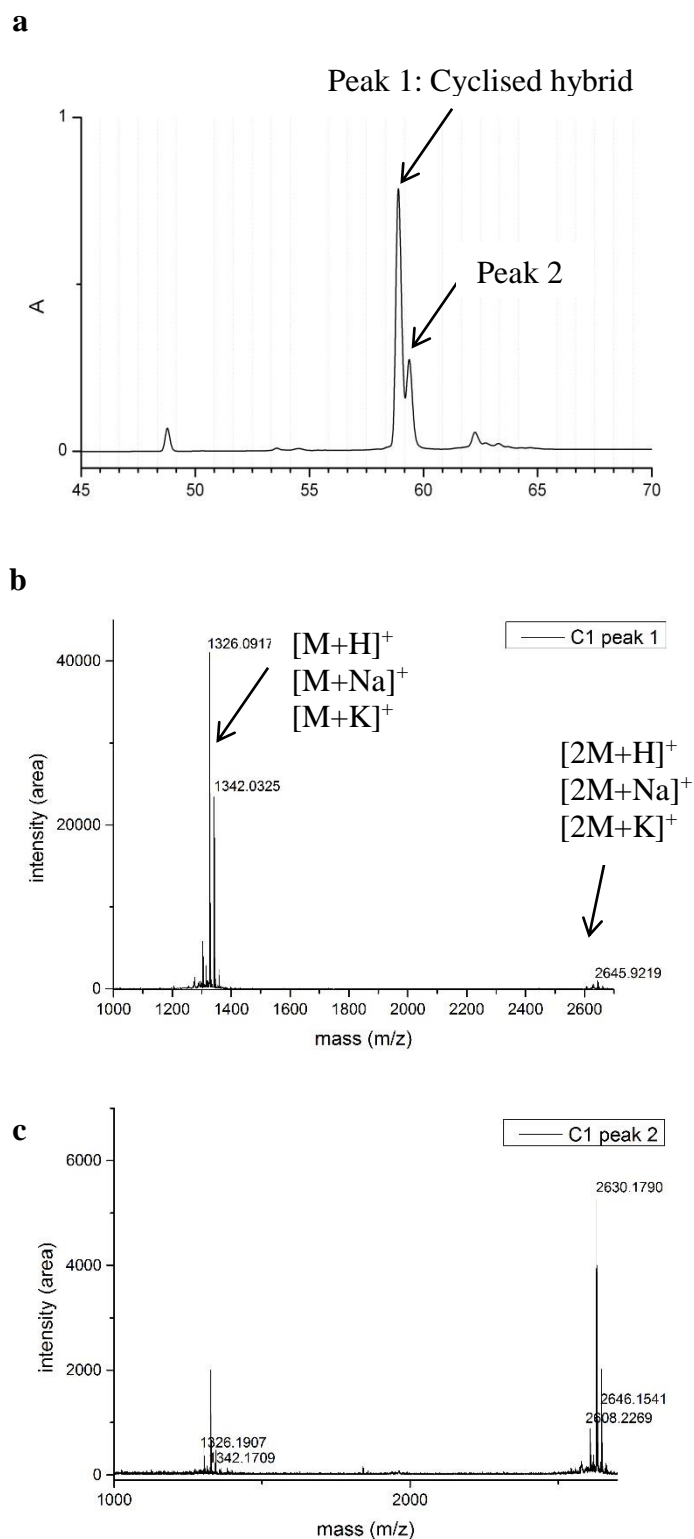 a
Peak 1: Cyclised hybrid
1
Peak 2
A
0
45 50 55 60 65 70
b
C1 peak 1
1326.0917
[M+H]+
[M+Na]+
[M+K]+
40000
1342.0325
[2M+H]+
[2M+Na]+
[2M+K]+
20000
intensity (area)
2645.9219
0
1000 1200 1400 1600 1800 2000 2200 2400 2600
mass (m/z)
c
C1 peak 2
6000
2630.1790
4000
intensity (area)
2000
2646.1541
2608.2269
1326.1907
342.1709
0
1000 2000
mass (m/z)